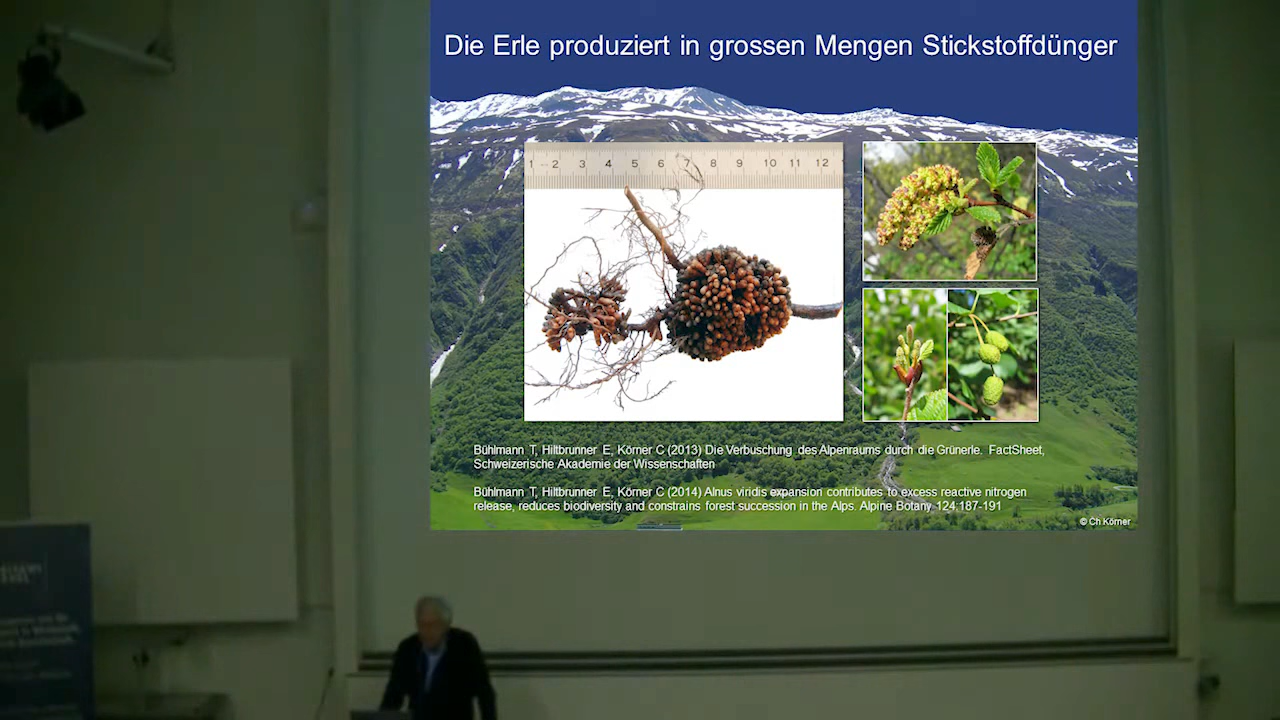 Die Erle produziert in grossen Mengen Stickstoffdünger
1 2 3 4 5 6 7 8 9 10 11 12
Bühlmann T, Hiltbrunner E, Körner C (2013) Die Verbuschung des Alpenraums durch die Grünerle. FactSheet,
Schweizerische Akademie der Wissenschaften
Bühlmann T, Hiltbrunner E, Körner C (2014) Alnus viridis expansion contributes to excess reactive nitrogen
release, reduces biodiversity and constrains forest succession in the Alps. Alpine Botany 124:187-191
© Ch Körner